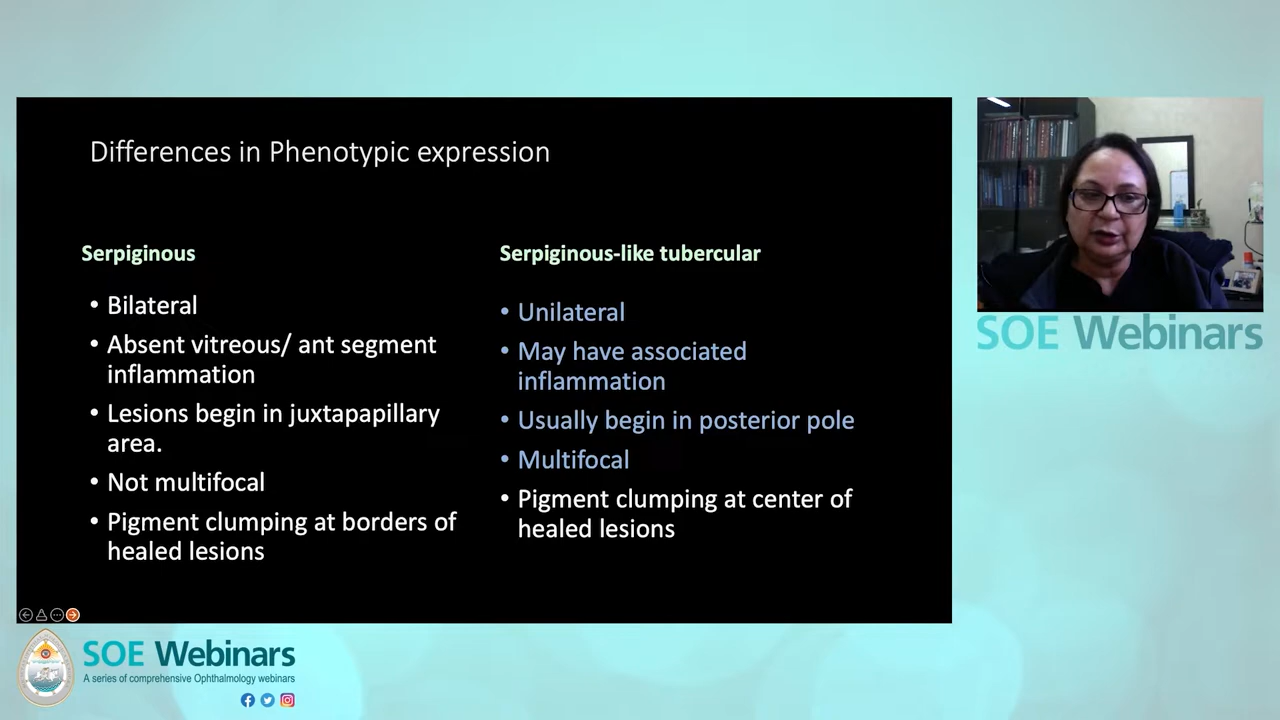 Differences in Phenotypic expression
Serpiginous
• Bilateral
• Absent vitreous/ ant segment
inflammation
• Lesions begin in juxtapapillary
area.
• Not multifocal
• Pigment clumping at borders of
healed lesions
Serpiginous-like tubercular
• Unilateral
• May have associated
inflammation
• Usually begin in posterior pole
• Multifocal
• Pigment clumping at center of
healed lesions
SOE Webinars
SOE Webinars
A series of comprehensive Ophthalmology webinars